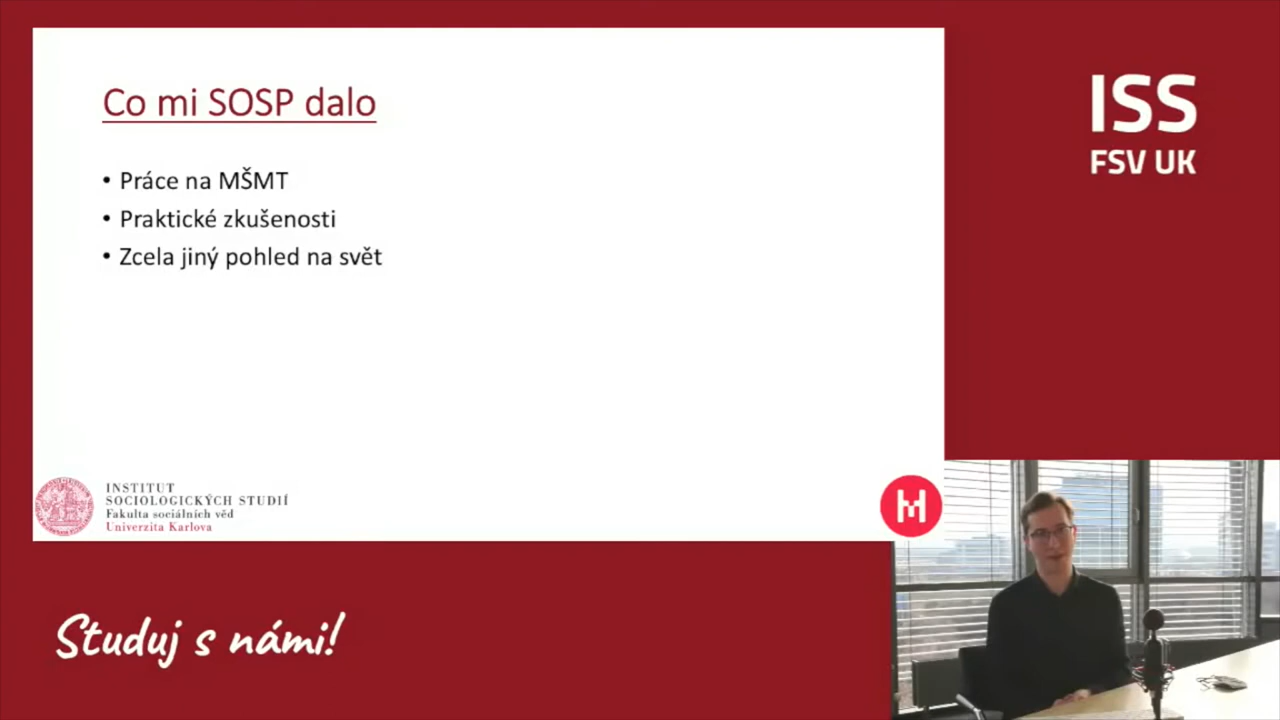 Co mi SOSP dalo
• Práce na MŠMT
• Praktické zkušenosti
• Zcela jiný pohled na svět
INSTITUT
SOCIOLOGICKÝCH STUDIÍ
Fakulta sociálních věd
Univerzita Karlova
M
ISS
FSV UK
Studuj s námi!